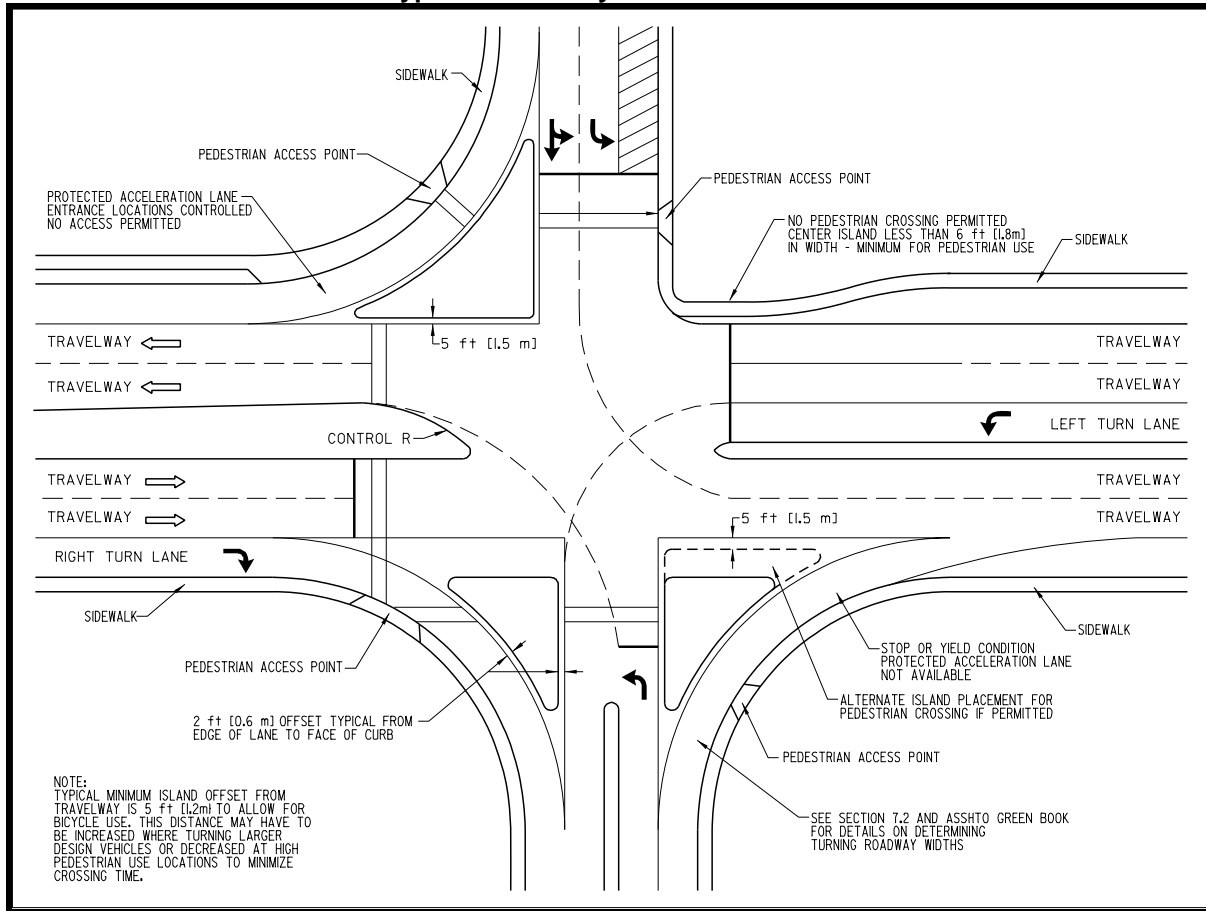 SIDEWALK
PEDESTRIAN ACCESS POINT
PROTECTED ACCELERATION LANE
ENTRANCE LOCATIONS CONTROLLED
NO ACCESS PERMITTED
PEDESTRIAN ACCESS POINT
NO PEDESTRIAN CROSSING PERMITTED
CENTER ISLAND LESS THAN 6 ft [1.8m]
IN WIDTH - MINIMUM FOR PEDESTRIAN USE
SIDEWALK
TRAVELWAY
5 ft [1.5 m]
TRAVELWAY
TRAVELWAY
TRAVELWAY
CONTROL R
LEFT TURN LANE
TRAVELWAY
TRAVELWAY
TRAVELWAY
TRAVELWAY
5 ft [1.5 m]
RIGHT TURN LANE
SIDEWALK
SIDEWALK
PEDESTRIAN ACCESS POINT
STOP OR YIELD CONDITION
PROTECTED ACCELERATION LANE
NOT AVAILABLE
ALTERNATE ISLAND PLACEMENT FOR
PEDESTRIAN CROSSING IF PERMITTED
2 ft [0.6 m] OFFSET TYPICAL FROM
EDGE OF LANE TO FACE OF CURB
PEDESTRIAN ACCESS POINT
NOTE:
TYPICAL MINIMUM ISLAND OFFSET FROM
TRAVELWAY IS 5 ft [1.2m] TO ALLOW FOR
BICYCLE USE. THIS DISTANCE MAY HAVE TO
BE INCREASED WHERE TURNING LARGER
DESIGN VEHICLES OR DECREASED AT HIGH
PEDESTRIAN USE LOCATIONS TO MINIMIZE
CROSSING TIME.
SEE SECTION 7.2 AND ASSHTO GREEN BOOK
FOR DETAILS ON DETERMINING
TURNING ROADWAY WIDTHS